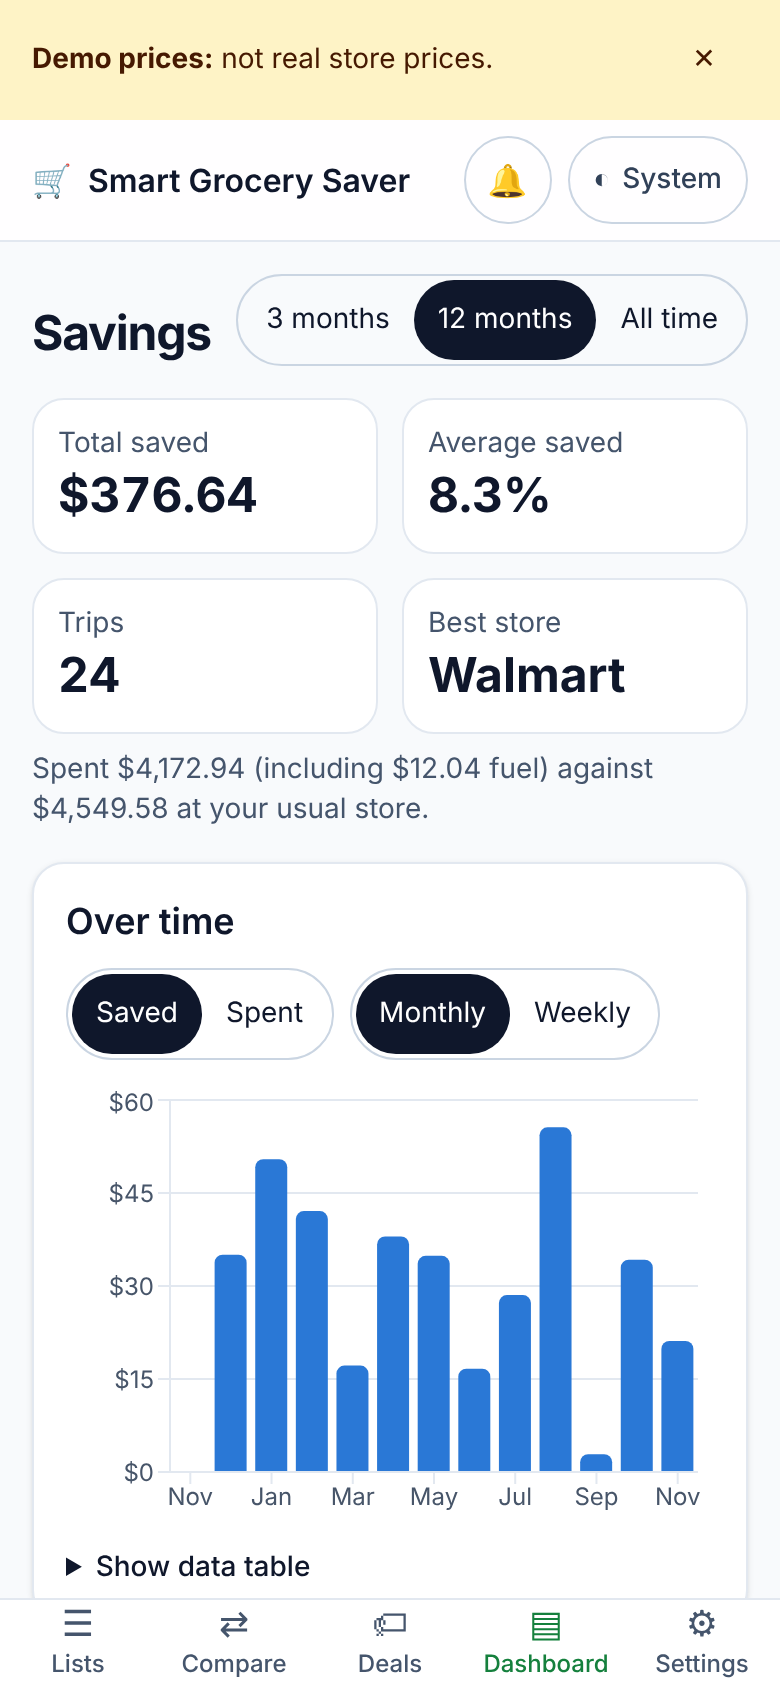 Demo prices: not real store prices. ✕
Smart Grocery Saver
System
Savings
3 months
12 months
All time
Total saved
$376.64
Average saved
8.3%
Trips
24
Best store
Walmart
Spent $4,172.94 (including $12.04 fuel) against
$4,549.58 at your usual store.
Over time
Saved
Spent
Monthly
Weekly
$60
$45
$30
$15
$0
Nov
Jan
Mar
May
Jul
Sep
Nov
Show data table
Lists
Compare
Deals
Dashboard
Settings